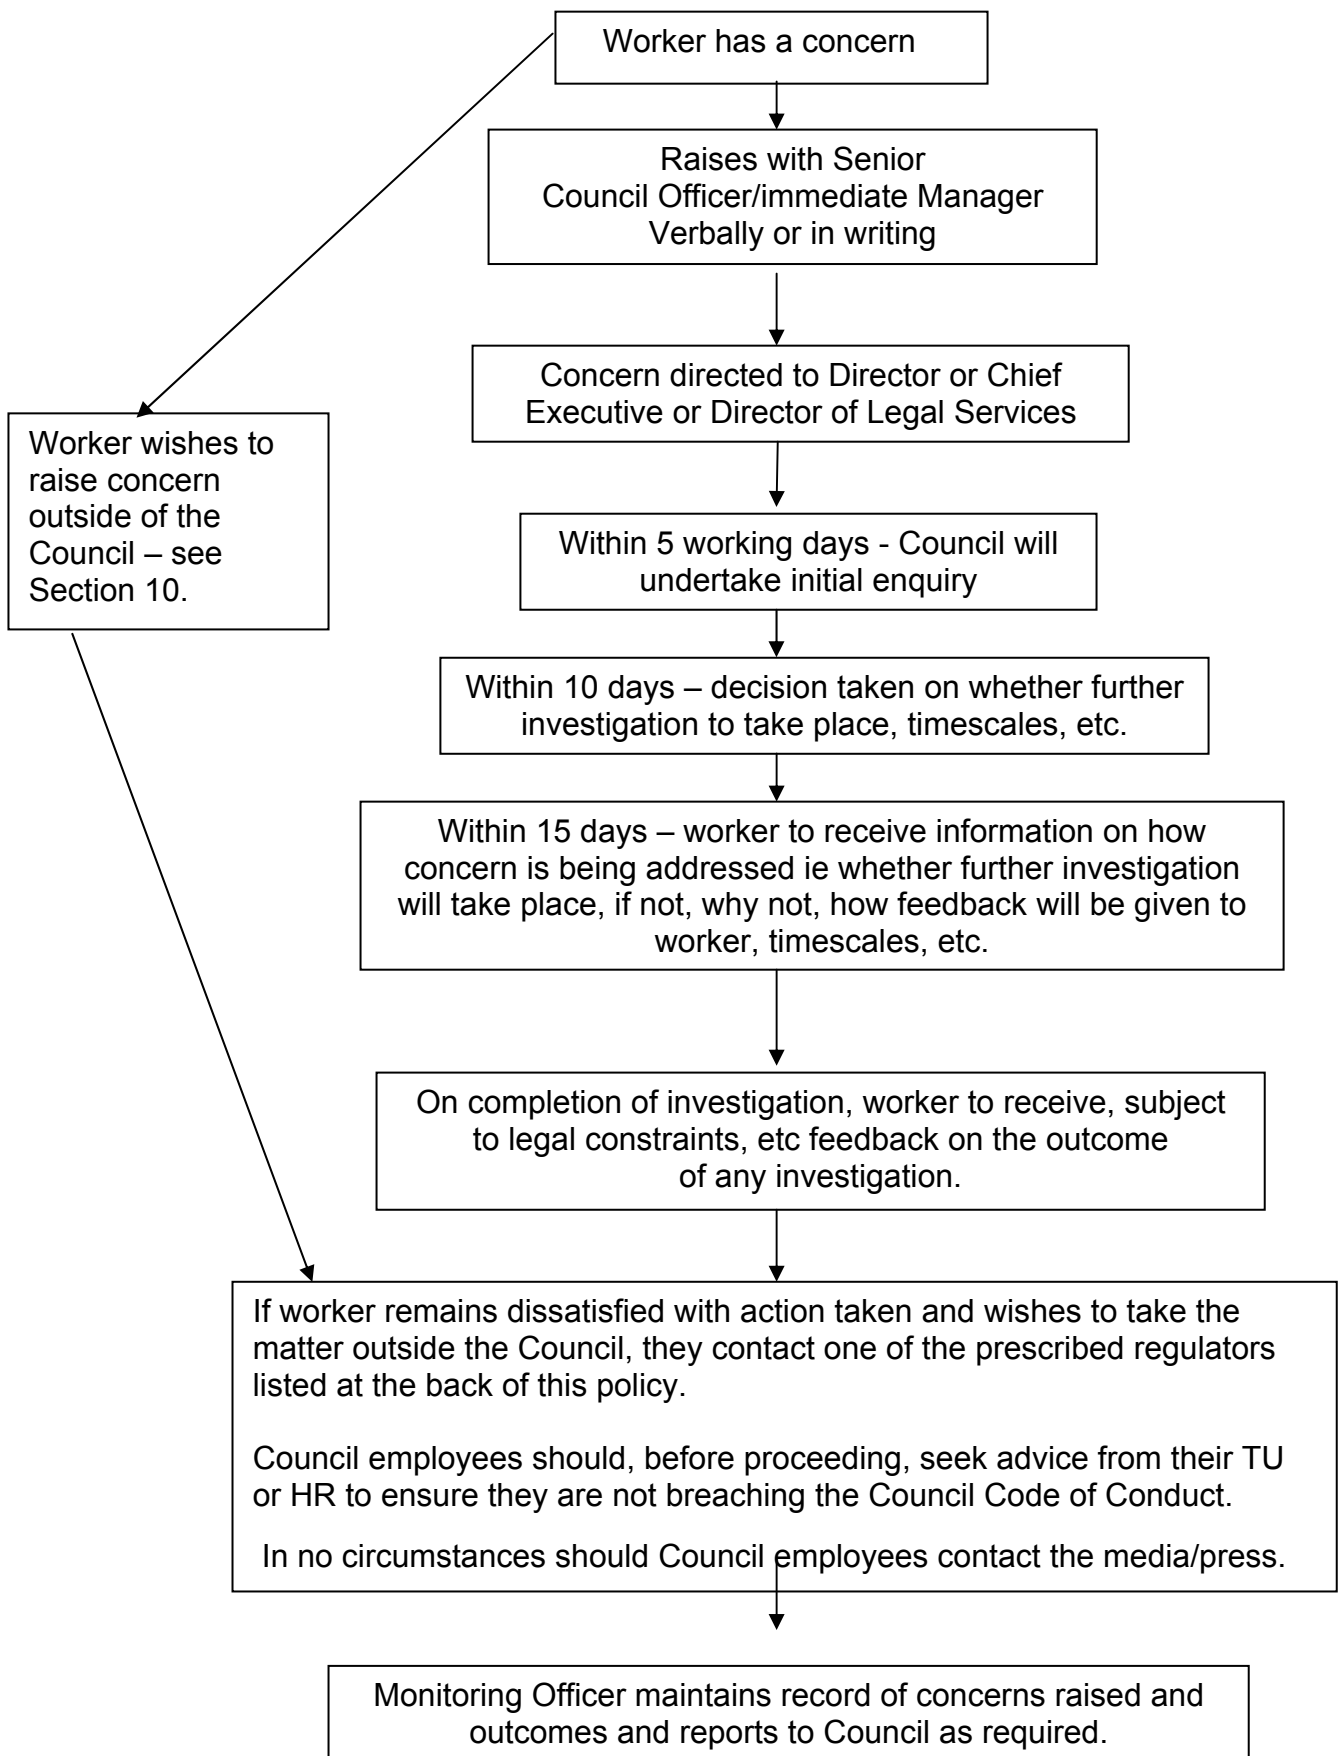 Worker has a concern
Raises with Senior
Council Officer/immediate Manager
Verbally or in writing
Concern directed to Director or Chief
Executive or Director of Legal Services
Worker wishes to
raise concern
outside of the
Council – see
Section 10.
Within 5 working days - Council will
undertake initial enquiry
Within 10 days – decision taken on whether further
investigation to take place, timescales, etc.
Within 15 days – worker to receive information on how
concern is being addressed ie whether further investigation
will take place, if not, why not, how feedback will be given to
worker, timescales, etc.
On completion of investigation, worker to receive, subject
to legal constraints, etc feedback on the outcome
of any investigation.
If worker remains dissatisfied with action taken and wishes to take the
matter outside the Council, they contact one of the prescribed regulators
listed at the back of this policy.
Council employees should, before proceeding, seek advice from their TU
or HR to ensure they are not breaching the Council Code of Conduct.
In no circumstances should Council employees contact the media/press.
Monitoring Officer maintains record of concerns raised and
outcomes and reports to Council as required.